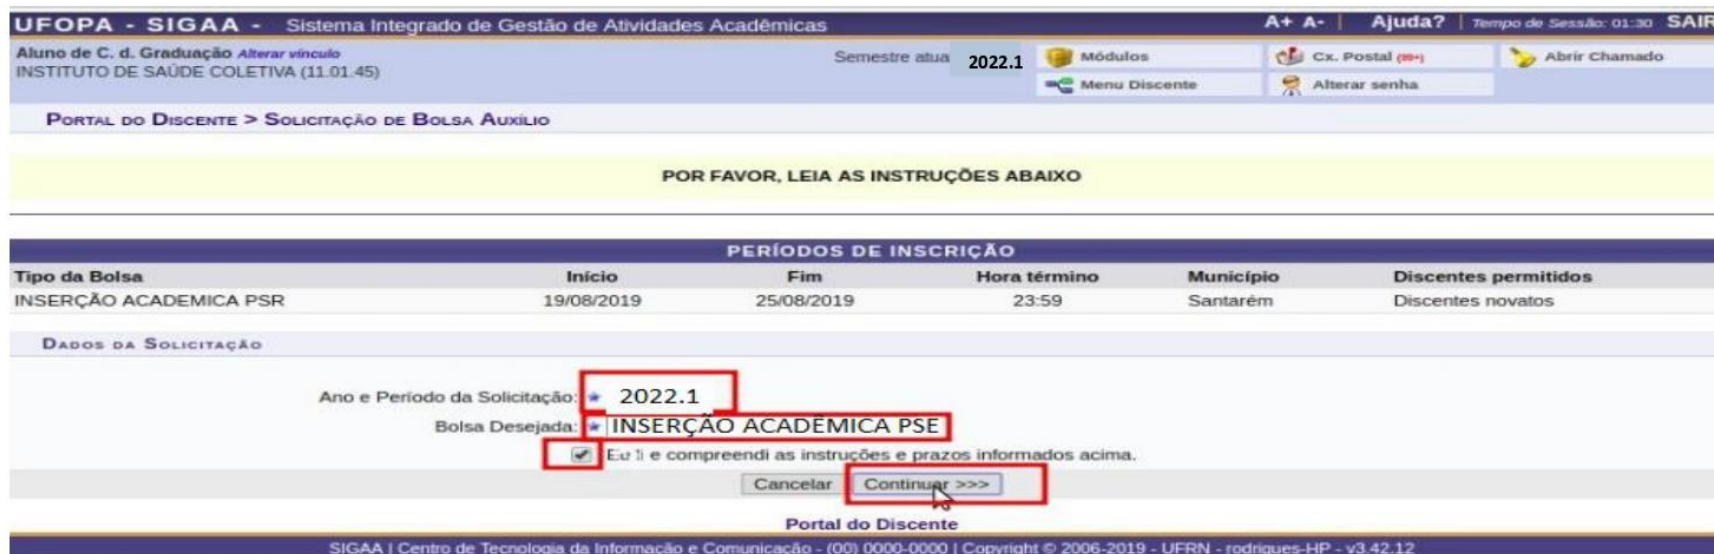 UFOPA - SIGAA - Sistema Integrado de Gestão de Atividades Acadêmicas A+ A- | Ajuda? | Tempo de Sessão: 01:30 SAIR
Aluno de C. d. Graduação Alterar vínculo Semestre atua 2022.1 Módulos Cx. Postal (99+) Abrir Chamado
INSTITUTO DE SAÚDE COLETIVA (11.01.45)
Menu Discente Alterar senha
PORTAL DO DISCENTE > SOLICITAÇÃO DE BOLSA AUXÍLIO
POR FAVOR, LEIA AS INSTRUÇÕES ABAIXO
PERÍODOS DE INSCRIÇÃO
Tipo da Bolsa Início Fim Hora término Município Discentes permitidos
INSERÇÃO ACADEMICA PSR 19/08/2019 25/08/2019 23:59 Santarém Discentes novatos
DADOS DA SOLICITAÇÃO
Ano e Período da Solicitação: 2022.1
Bolsa Desejada: INSERÇÃO ACADÊMICA PSE
Eu li e compreendi as instruções e prazos informados acima.
Cancelar Continuar >>>
Portal do Discente
SIGAA | Centro de Tecnologia da Informação e Comunicação - (00) 0000-0000 | Copyright © 2006-2019 - UFRN - rodrigues-HP - v3.42.12